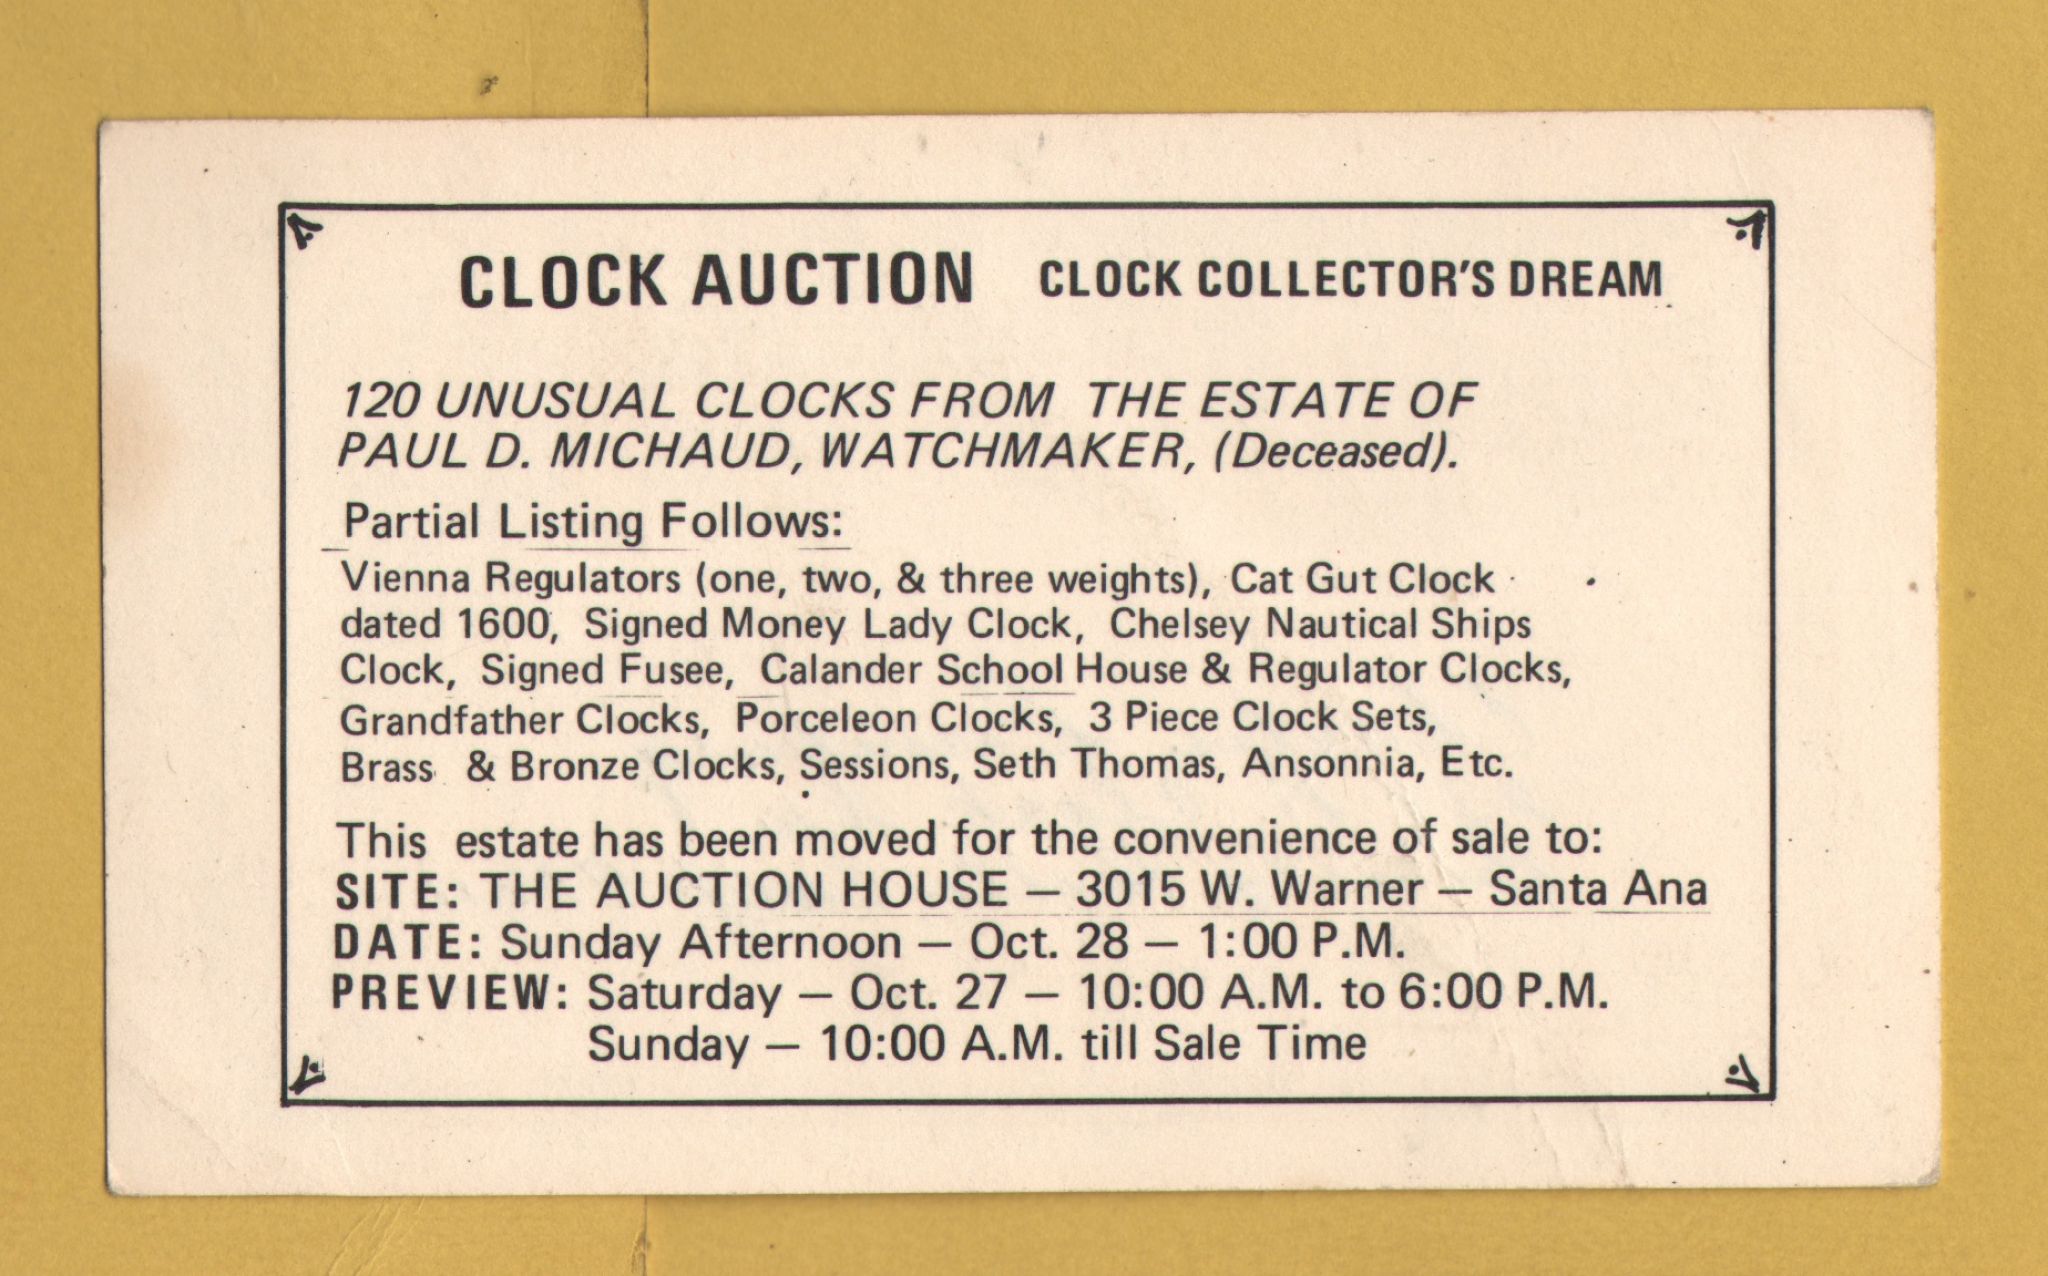 CLOCK AUCTION CLOCK COLLECTOR'S DREAM
120 UNUSUAL CLOCKS FROM THE ESTATE OF
PAUL D. MICHAUD, WATCHMAKER, (Deceased).
Partial Listing Follows:
Vienna Regulators (one, two, & three weights), Cat Gut Clock
dated 1600, Signed Money Lady Clock, Chelsey Nautical Ships
Clock, Signed Fusee, Calander School House & Regulator Clocks,
Grandfather Clocks, Porceleon Clocks, 3 Piece Clock Sets,
Brass & Bronze Clocks, Sessions, Seth Thomas, Ansonnia, Etc.
This estate has been moved for the convenience of sale to:
SITE: THE AUCTION HOUSE — 3015 W. Warner — Santa Ana
DATE: Sunday Afternoon — Oct. 28 — 1:00 P.M.
PREVIEW: Saturday — Oct. 27 — 10:00 A.M. to 6:00 P.M.
Sunday — 10:00 A.M. till Sale Time